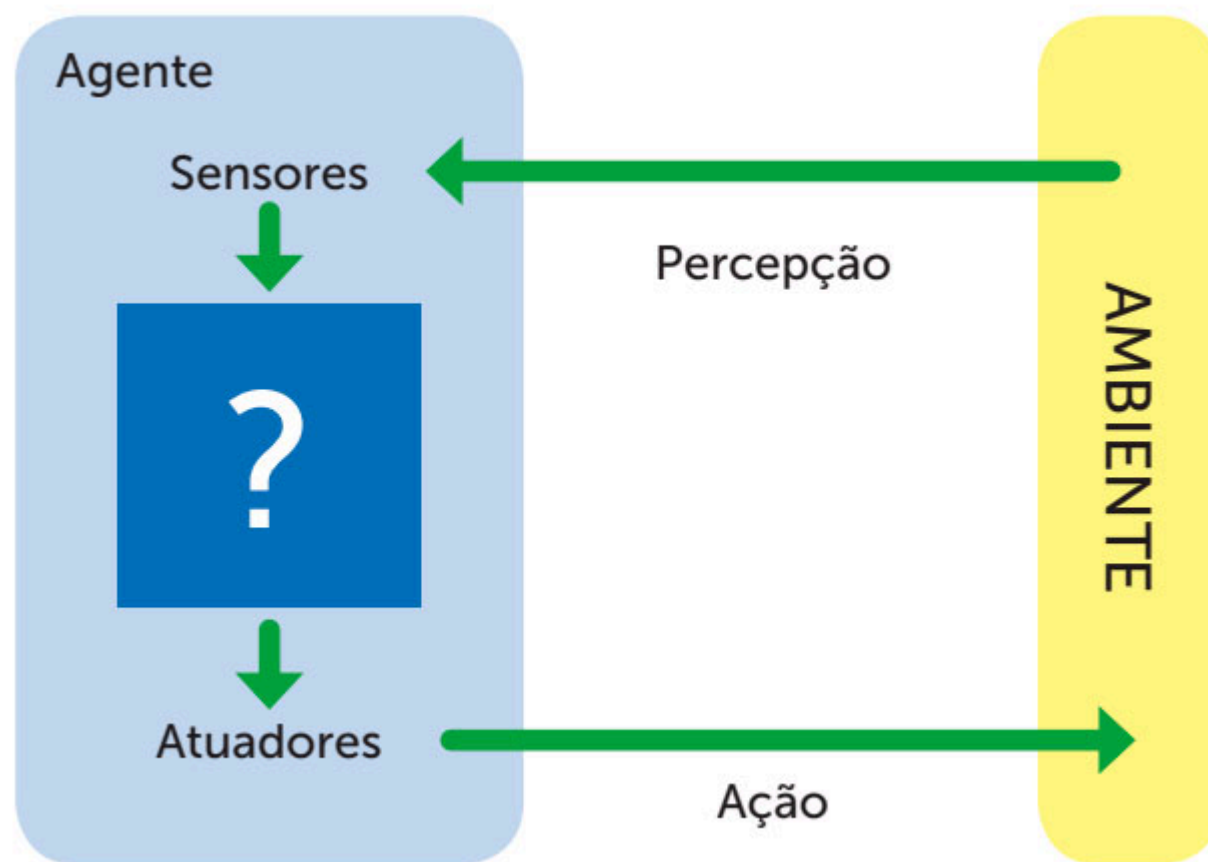 Agente
Sensores
Percepção
?
AMBIENTE
Atuadores
Ação